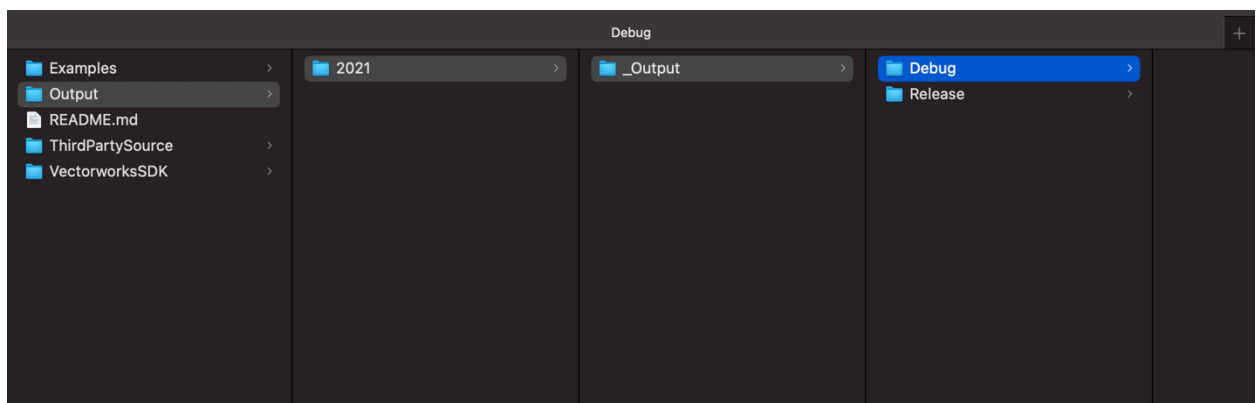 Debug
+
Examples
Output
README.md
ThirdPartySource
VectorworksSDK
2021
_Output
Debug
Release